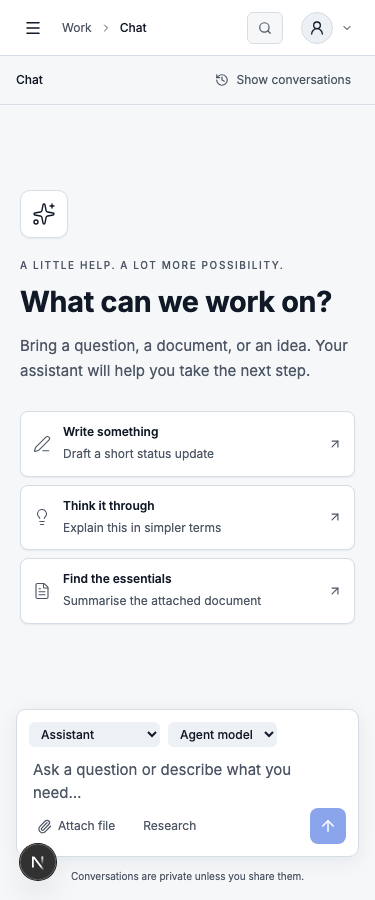 Work
Chat
Chat
Show conversations
A LITTLE HELP. A LOT MORE POSSIBILITY.
What can we work on?
Bring a question, a document, or an idea. Your
assistant will help you take the next step.
Write something
Draft a short status update
Think it through
Explain this in simpler terms
Find the essentials
Summarise the attached document
Assistant
Agent model
Ask a question or describe what you
need...
Attach file
Research
N
Conversations are private unless you share them.